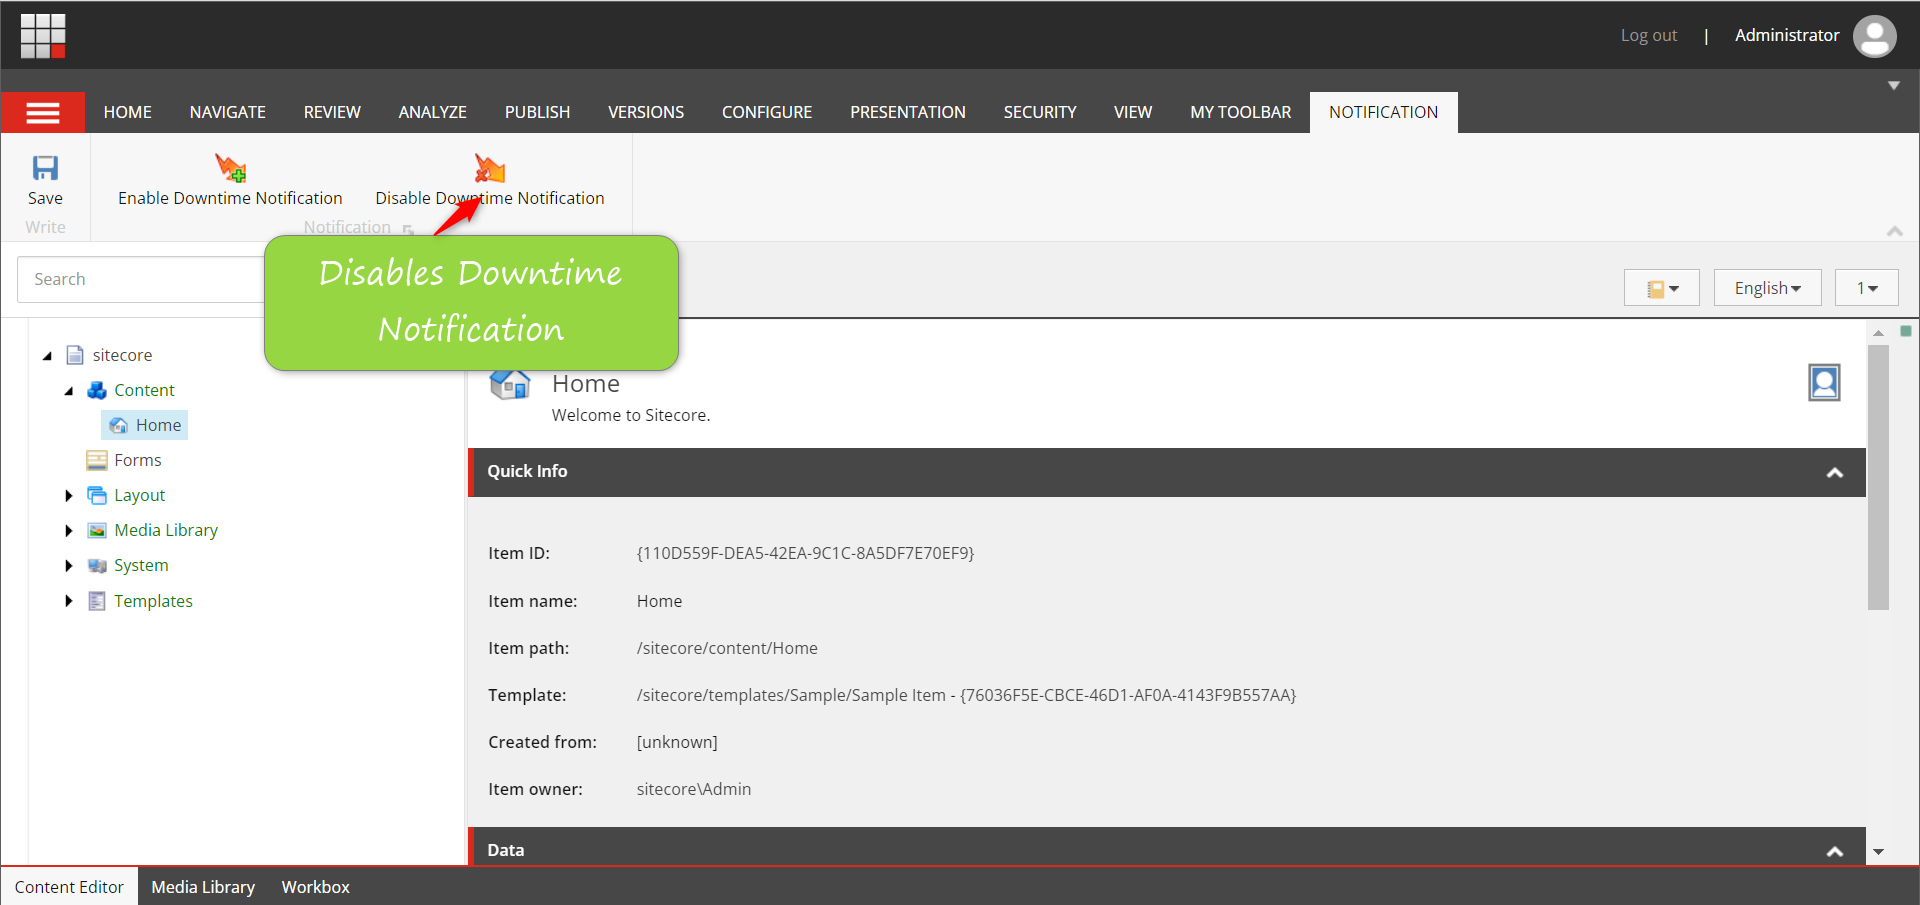 Log out | Administrator
HOME NAVIGATE REVIEW ANALYZE PUBLISH VERSIONS CONFIGURE PRESENTATION SECURITY VIEW MY TOOLBAR NOTIFICATION
Save Enable Downtime Notification Disable Downtime Notification
Write Notification
Disables Downtime
Notification
Search
English 1
sitecore
Content
Home
Forms
Layout
Media Library
System
Templates
Home
Welcome to Sitecore.
Quick Info
Item ID: {110D559F-DEA5-42EA-9C1C-8A5DF7E70EF9}
Item name: Home
Item path: /sitecore/content/Home
Template: /sitecore/templates/Sample/Sample Item - {76036F5E-CBCE-46D1-AF0A-4143F9B557AA}
Created from: [unknown]
Item owner: sitecore\Admin
Data
Content Editor Media Library Workbox